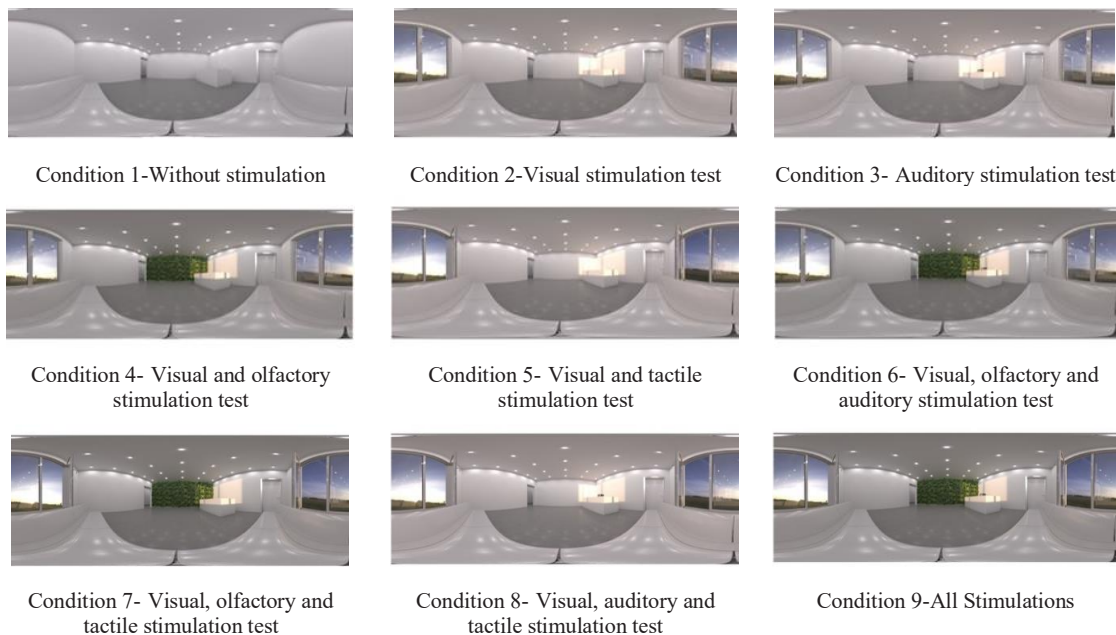 Condition 1-Without stimulation
Condition 2-Visual stimulation test
Condition 3- Auditory stimulation test
Condition 4- Visual and olfactory
stimulation test
Condition 5- Visual and tactile
stimulation test
Condition 6- Visual, olfactory and
auditory stimulation test
Condition 7- Visual, olfactory and
tactile stimulation test
Condition 8- Visual, auditory and
tactile stimulation test
Condition 9-All Stimulations